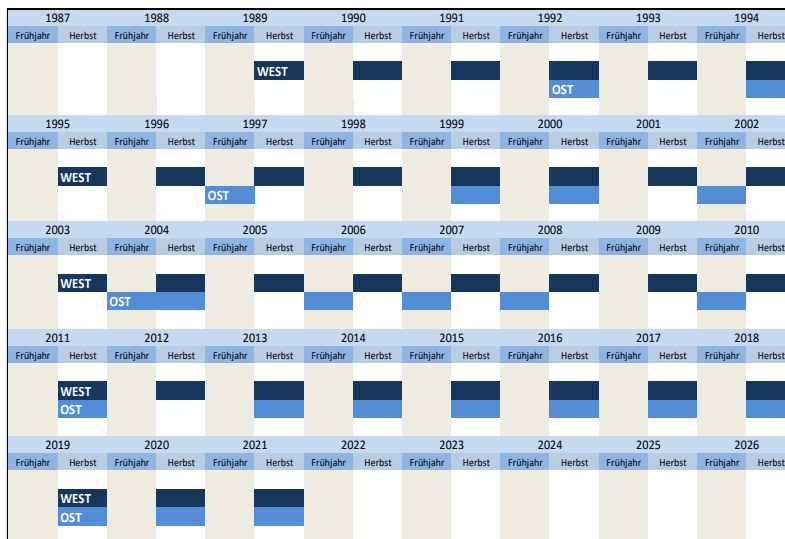 1987 1988 1989 1990 1991 1992 1993 1994
Frühjahr Herbst Frühjahr Herbst Frühjahr Herbst Frühjahr Herbst Frühjahr Herbst Frühjahr Herbst Frühjahr Herbst Frühjahr Herbst
WEST
OST
1995 1996 1997 1998 1999 2000 2001 2002
Frühjahr Herbst Frühjahr Herbst Frühjahr Herbst Frühjahr Herbst Frühjahr Herbst Frühjahr Herbst Frühjahr Herbst Frühjahr Herbst
WEST
OST
2003 2004 2005 2006 2007 2008 2009 2010
Frühjahr Herbst Frühjahr Herbst Frühjahr Herbst Frühjahr Herbst Frühjahr Herbst Frühjahr Herbst Frühjahr Herbst Frühjahr Herbst
WEST
OST
2011 2012 2013 2014 2015 2016 2017 2018
Frühjahr Herbst Frühjahr Herbst Frühjahr Herbst Frühjahr Herbst Frühjahr Herbst Frühjahr Herbst Frühjahr Herbst Frühjahr Herbst
WEST
OST
2019 2020 2021 2022 2023 2024 2025 2026
Frühjahr Herbst Frühjahr Herbst Frühjahr Herbst Frühjahr Herbst Frühjahr Herbst Frühjahr Herbst Frühjahr Herbst Frühjahr Herbst
WEST
OST